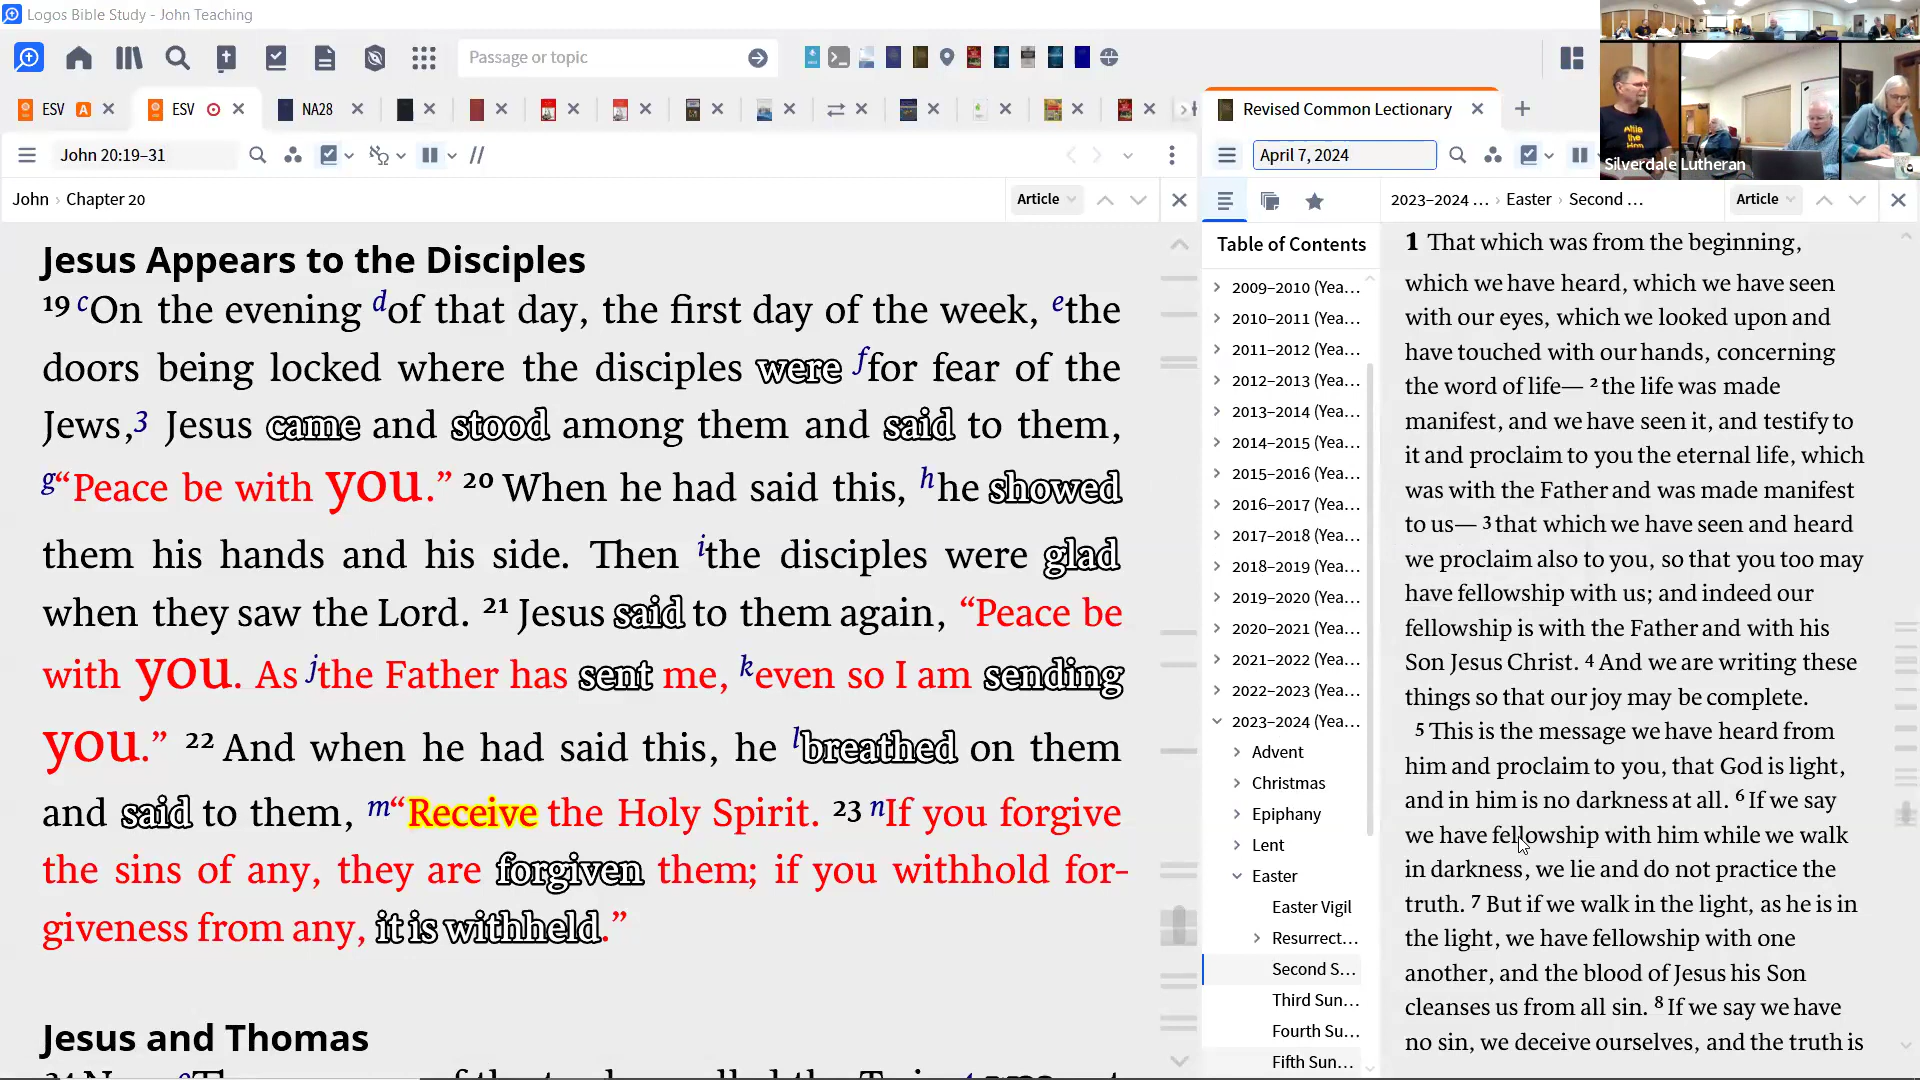 Logos Bible Study - John Teaching
Passage or topic
ESV A
ESV
NA28
Revised Common Lectionary
John 20:19–31
April 7, 2024
Silverdale Lutheran
John › Chapter 20
Article
2023–2024 ... › Easter › Second ...
Article
Jesus Appears to the Disciples
19 cOn the evening dof that day, the first day of the week, ethe
doors being locked where the disciples were ffor fear of the
Jews,3 Jesus came and stood among them and said to them,
g“Peace be with you.” 20 When he had said this, hhe showed
them his hands and his side. Then ithe disciples were glad
when they saw the Lord. 21 Jesus said to them again, “Peace be
with you. As jthe Father has sent me, keven so I am sending
you.” 22 And when he had said this, he lbreathed on them
and said to them, m“Receive the Holy Spirit. 23 nIf you forgive
the sins of any, they are forgiven them; if you withhold for-
giveness from any, it is withheld.”
Jesus and Thomas
Table of Contents
2009–2010 (Yea...
2010–2011 (Yea...
2011–2012 (Yea...
2012–2013 (Yea...
2013–2014 (Yea...
2014–2015 (Yea...
2015–2016 (Yea...
2016–2017 (Yea...
2017–2018 (Yea...
2018–2019 (Yea...
2019–2020 (Yea...
2020–2021 (Yea...
2021–2022 (Yea...
2022–2023 (Yea...
2023–2024 (Yea...
Advent
Christmas
Epiphany
Lent
Easter
Easter Vigil
Resurrect...
Second S...
Third Sun...
Fourth Su...
Fifth Sun...
1 That which was from the beginning,
which we have heard, which we have seen
with our eyes, which we looked upon and
have touched with our hands, concerning
the word of life— 2 the life was made
manifest, and we have seen it, and testify to
it and proclaim to you the eternal life, which
was with the Father and was made manifest
to us— 3 that which we have seen and heard
we proclaim also to you, so that you too may
have fellowship with us; and indeed our
fellowship is with the Father and with his
Son Jesus Christ. 4 And we are writing these
things so that our joy may be complete.
5 This is the message we have heard from
him and proclaim to you, that God is light,
and in him is no darkness at all. 6 If we say
we have fellowship with him while we walk
in darkness, we lie and do not practice the
truth. 7 But if we walk in the light, as he is in
the light, we have fellowship with one
another, and the blood of Jesus his Son
cleanses us from all sin. 8 If we say we have
no sin, we deceive ourselves, and the truth is